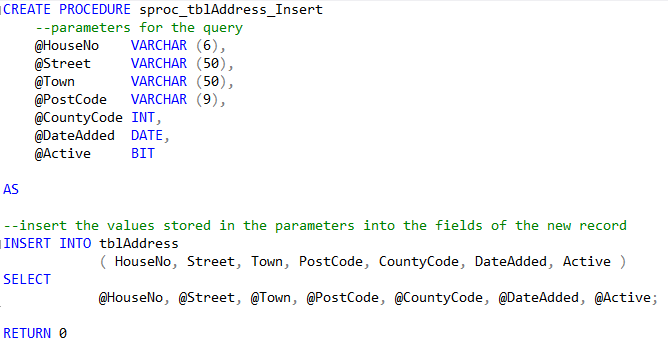 CREATE PROCEDURE sproc_tblAddress_Insert
--parameters for the query
@HouseNo VARCHAR (6),
@Street VARCHAR (50),
@Town VARCHAR (50),
@PostCode VARCHAR (9),
@CountyCode INT,
@DateAdded DATE,
@Active BIT
AS
--insert the values stored in the parameters into the fields of the new record
INSERT INTO tblAddress
( HouseNo, Street, Town, PostCode, CountyCode, DateAdded, Active )
SELECT
@HouseNo, @Street, @Town, @PostCode, @CountyCode, @DateAdded, @Active;
RETURN 0